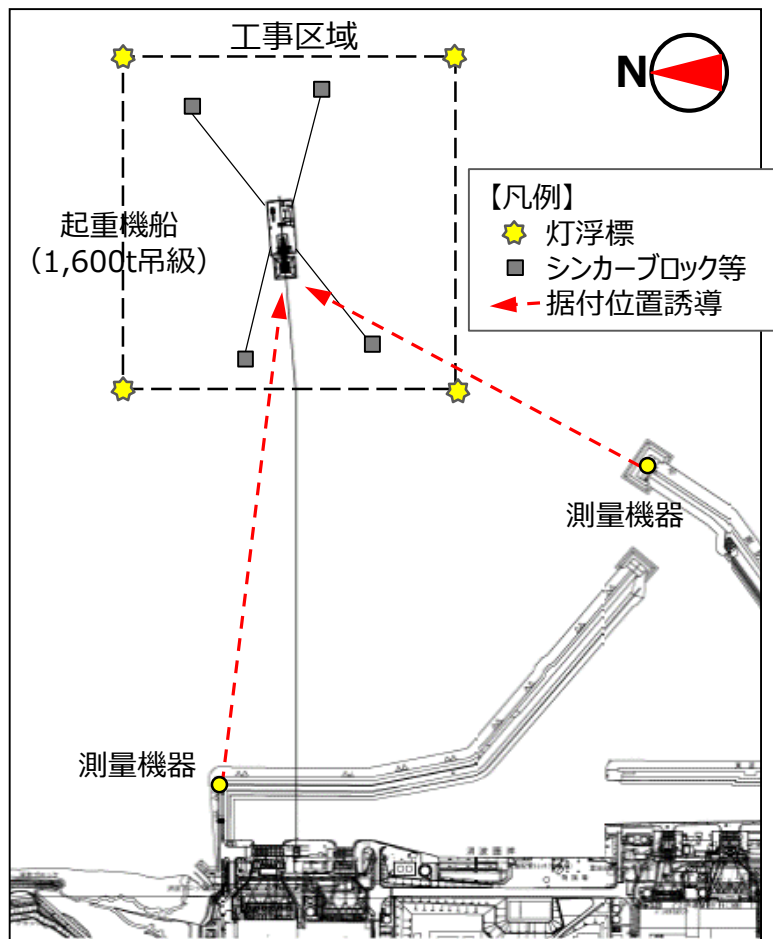 工事区域
N
起重機船
（1,600t吊級）
【凡例】
灯浮標
シンカーブロック等
据付位置誘導
測量機器
測量機器